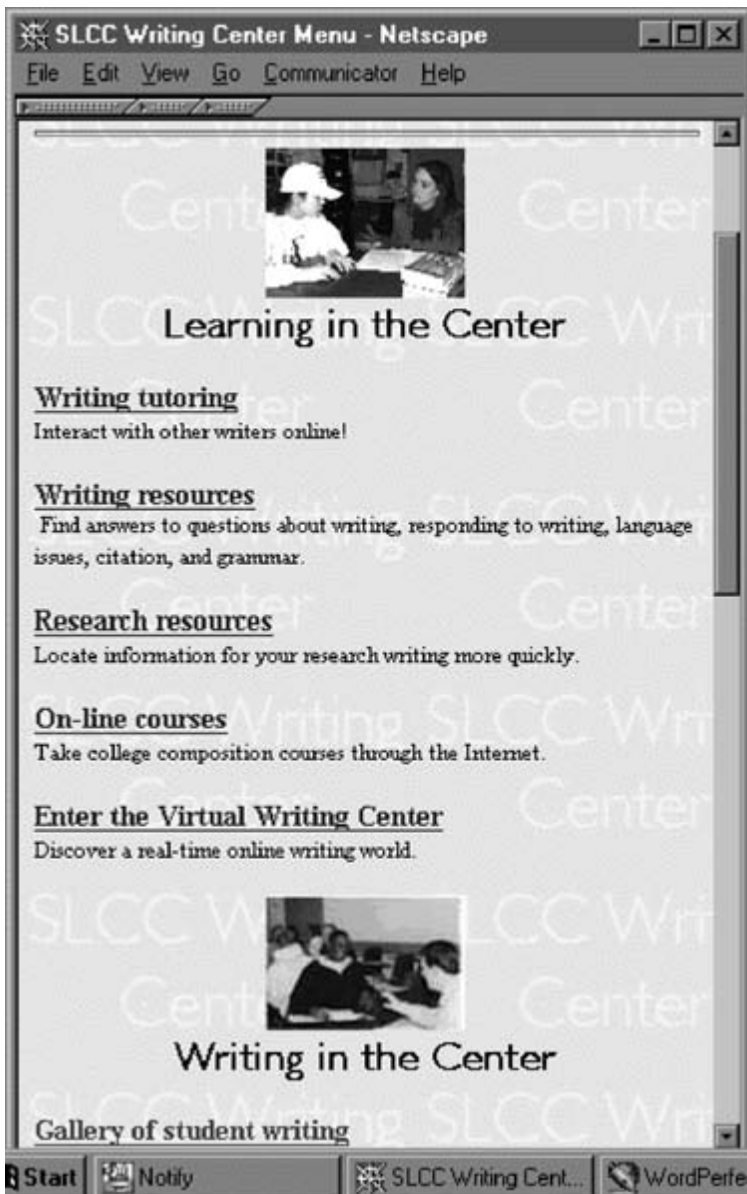 SLCC Writing Center Menu - Netscape
File Edit View Go Communicator Help
Learning in the Center
Writing tutoring
Interact with other writers online!
Writing resources
Find answers to questions about writing, responding to writing, language
issues, citation, and grammar.
Research resources
Locate information for your research writing more quickly.
On-line courses
Take college composition courses through the Internet.
Enter the Virtual Writing Center
Discover a real-time online writing world.
Writing in the Center
Gallery of student writing
Start Notify SLCC Writing Cent... WordPerfe